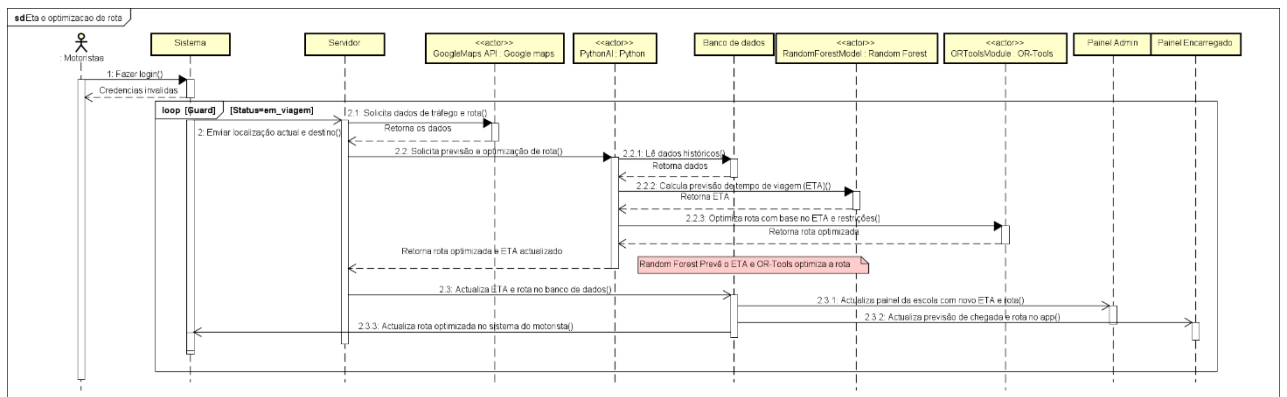 sd Eta e optimizacao de rota
: Motoristas
Sistema
Servidor
<<actor>>
GoogleMaps API : Google maps
<<actor>>
PythonAI : Python
Banco de dados
<<actor>>
RandomForestModel : Random Forest
<<actor>>
ORToolsModule : OR-Tools
Painel Admin
Painel Encarregado
1: Fazer login()
Credencias invalidas
loop [Guard] [Status=em_viagem]
2.1: Solicita dados de tráfego e rota()
2: Enviar localização actual e destino()
Retorna os dados
2.2: Solicita previsão e optimização de rota()
2.2.1: Lê dados históricos()
Retorna dados
2.2.2: Calcula previsão de tempo de viagem (ETA)()
Retorna ETA
2.2.3: Optimiza rota com base no ETA e restrições()
Retorna rota optimizada
Retorna rota optimizada e ETA actualizado
Random Forest Prevê o ETA e OR-Tools optimiza a rota
2.3: Actualiza ETA e rota no banco de dados()
2.3.1: Actualiza painel da escola com novo ETA e rota()
2.3.2: Actualiza previsão de chegada e rota no app()
2.3.3: Actualiza rota optimizada no sistema do motorista()